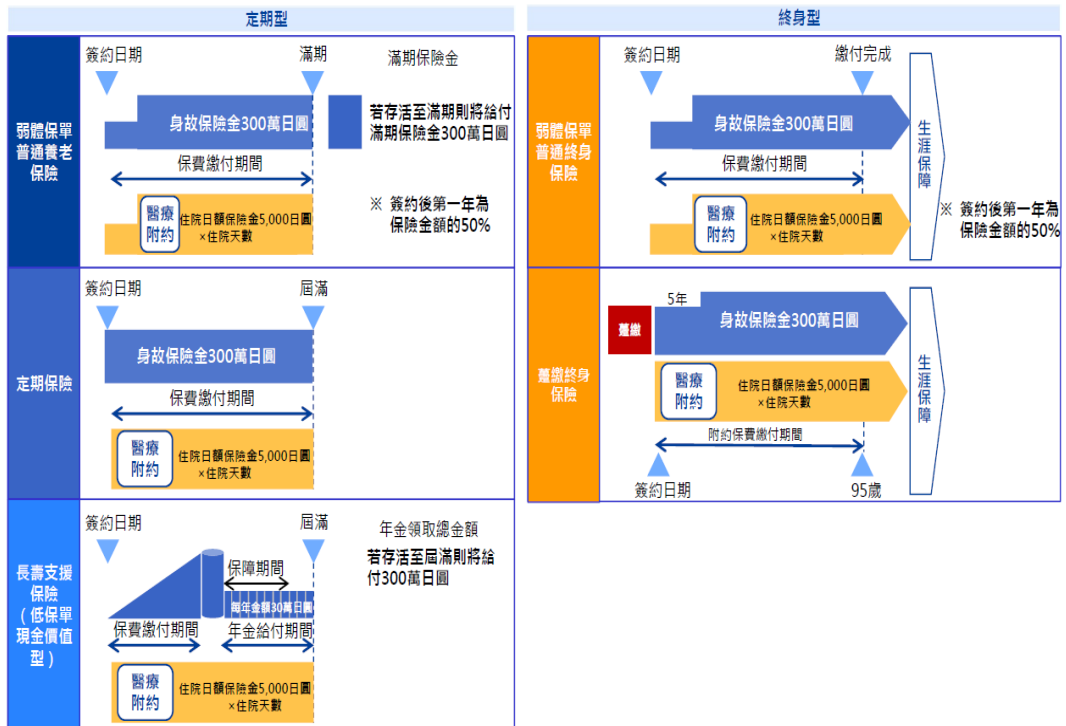 定期型
弱體保單
普通養老
保險
簽約日期
滿期
滿期保險金
身故保險金300萬日圓
若存活至滿期則將給付
滿期保險金300萬日圓
保費繳付期間
醫療
附約
住院日額保險金5,000日圓
×住院天數
※ 簽約後第一年為
保險金額的50%
定期保險
簽約日期
屆滿
身故保險金300萬日圓
保費繳付期間
醫療
附約
住院日額保險金5,000日圓
×住院天數
長壽支援
保險
(低保單
現金價值
型)
簽約日期
屆滿
年金領取總金額
若存活至屆滿則將給
付300萬日圓
保障期間
每年金額30萬日圓
保費繳付期間
年金給付期間
醫療
附約
住院日額保險金5,000日圓
×住院天數
終身型
弱體保單
普通終身
保險
簽約日期
繳付完成
身故保險金300萬日圓
保費繳付期間
醫療
附約
住院日額保險金5,000日圓
×住院天數
生涯保障
※ 簽約後第一年為
保險金額的50%
躉繳終身
保險
躉繳
5年
身故保險金300萬日圓
醫療
附約
住院日額保險金5,000日圓
×住院天數
附約保費繳付期間
簽約日期
95歲
生涯保障